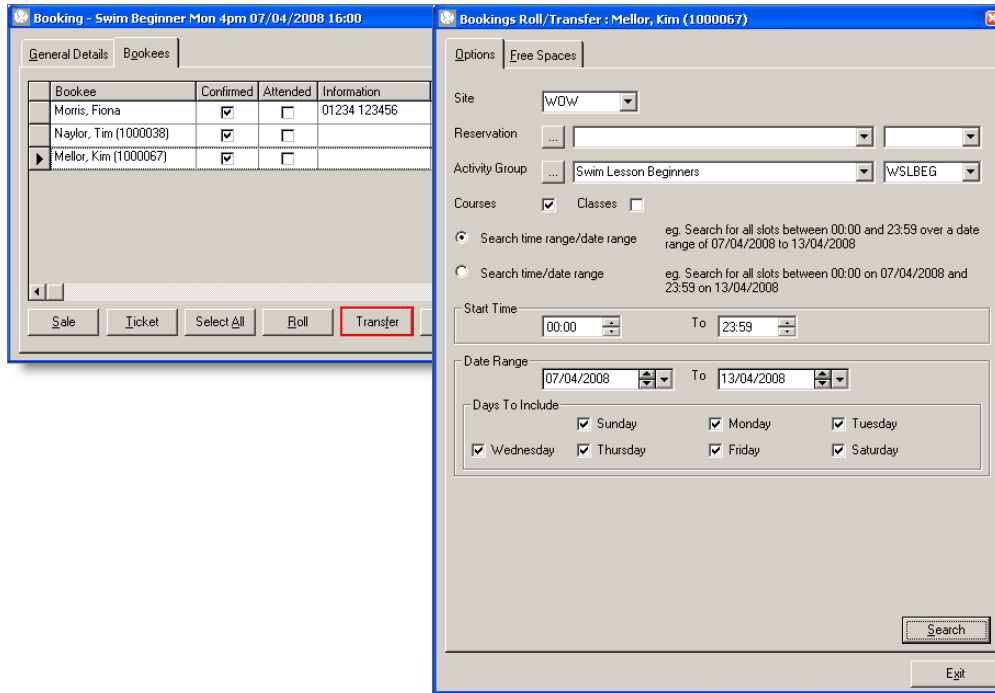 Booking - Swim Beginner Mon 4pm 07/04/2008 16:00
General Details Bookees
Bookee Confirmed Attended Information
Morris, Fiona 01234 123456
Naylor, Tim (1000038)
Mellor, Kim (1000067)
Sale Ticket Select All Roll Transfer
Bookings Roll/Transfer : Mellor, Kim (1000067)
Options Free Spaces
Site WOW
Reservation ...
Activity Group ... Swim Lesson Beginners WSLBEG
Courses Classes
Search time range/date range eg. Search for all slots between 00:00 and 23:59 over a date
range of 07/04/2008 to 13/04/2008
Search time/date range eg. Search for all slots between 00:00 on 07/04/2008 and
23:59 on 13/04/2008
Start Time
00:00 To 23:59
Date Range
07/04/2008 To 13/04/2008
Days To Include
Sunday Monday Tuesday
Wednesday Thursday Friday Saturday
Search
Exit